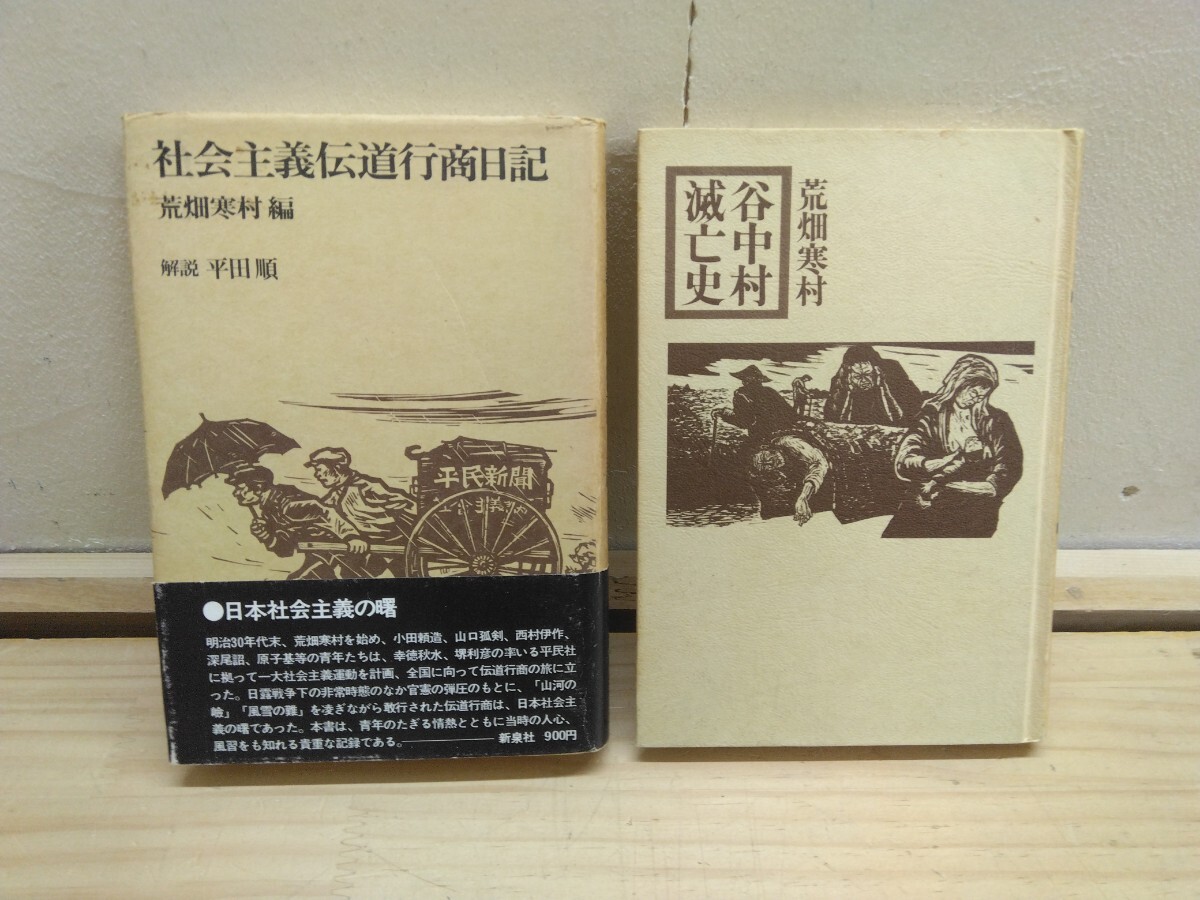 社会主義伝道行商日記
荒畑寒村 編
解説 平田 順
平民新聞
●日本社会主義の曙
明治30年代末、荒畑寒村を始め、小田頼造、山口孤剣、西村伊作、
深尾詔、原子基等の青年たちは、幸徳秋水、堺利彦の率いる平民社
に拠って一大社会主義運動を計画、全国に向って伝道行商の旅に立
った。日露戦争下の非常時態のなか官憲の弾圧のもとに、「山河の
嶮」「風雪の難」を凌ぎながら敢行された伝道行商は、日本社会主
義の曙であった。本書は、青年のたぎる情熱とともに当時の人心、
風習をも知れる貴重な記録である。――――新泉社 900円
荒畑寒村
谷中村
滅亡史